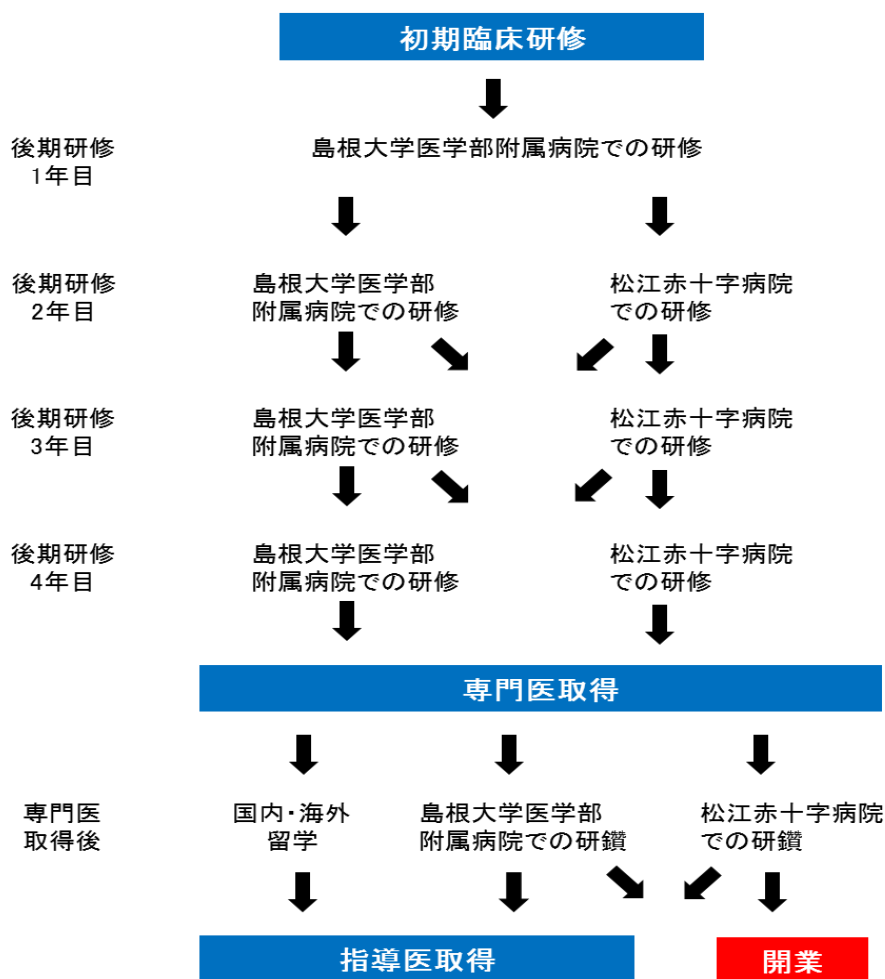 初期臨床研修
後期研修
1年目
島根大学医学部附属病院での研修
後期研修
2年目
島根大学医学部
附属病院での研修
松江赤十字病院
での研修
後期研修
3年目
島根大学医学部
附属病院での研修
松江赤十字病院
での研修
後期研修
4年目
島根大学医学部
附属病院での研修
松江赤十字病院
での研修
専門医取得
専門医
取得後
国内・海外
留学
島根大学医学部
附属病院での研鑽
松江赤十字病院
での研鑽
指導医取得
開業